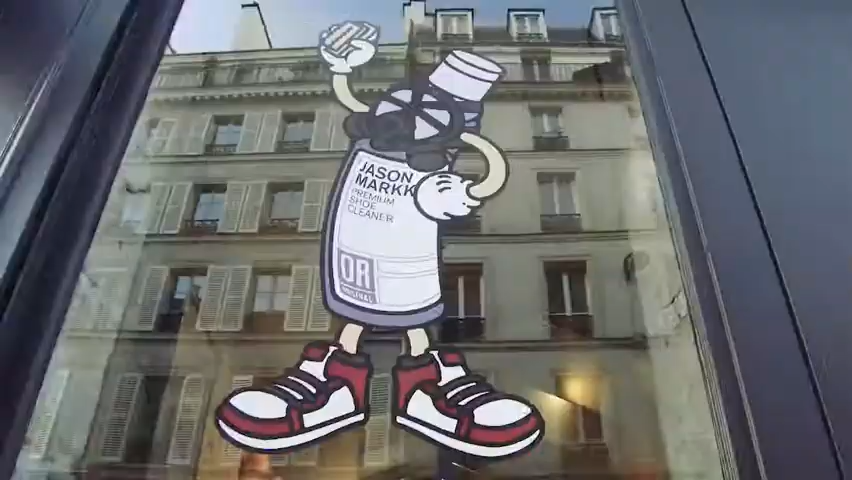 JASON
MARKK
PREMIUM
SHOE
CLEANER
OR
ORIGINAL